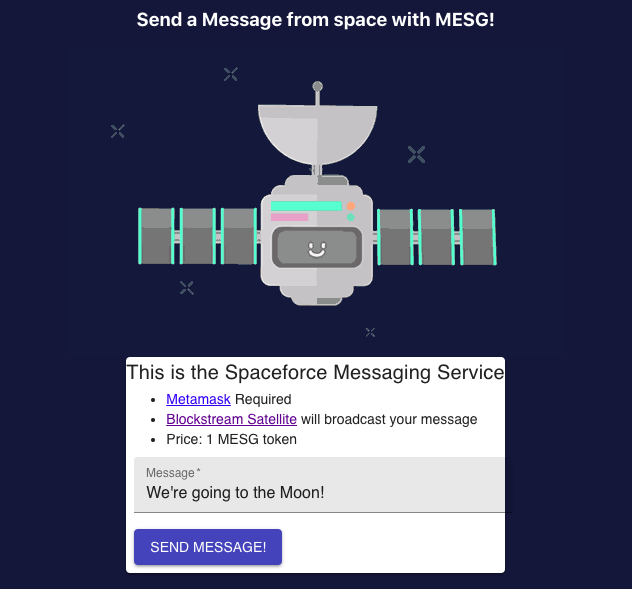 Send a Message from space with MESG!
This is the Spaceforce Messaging Service
• Metamask Required
• Blockstream Satellite will broadcast your message
• Price: 1 MESG token
Message*
We're going to the Moon!
SEND MESSAGE!